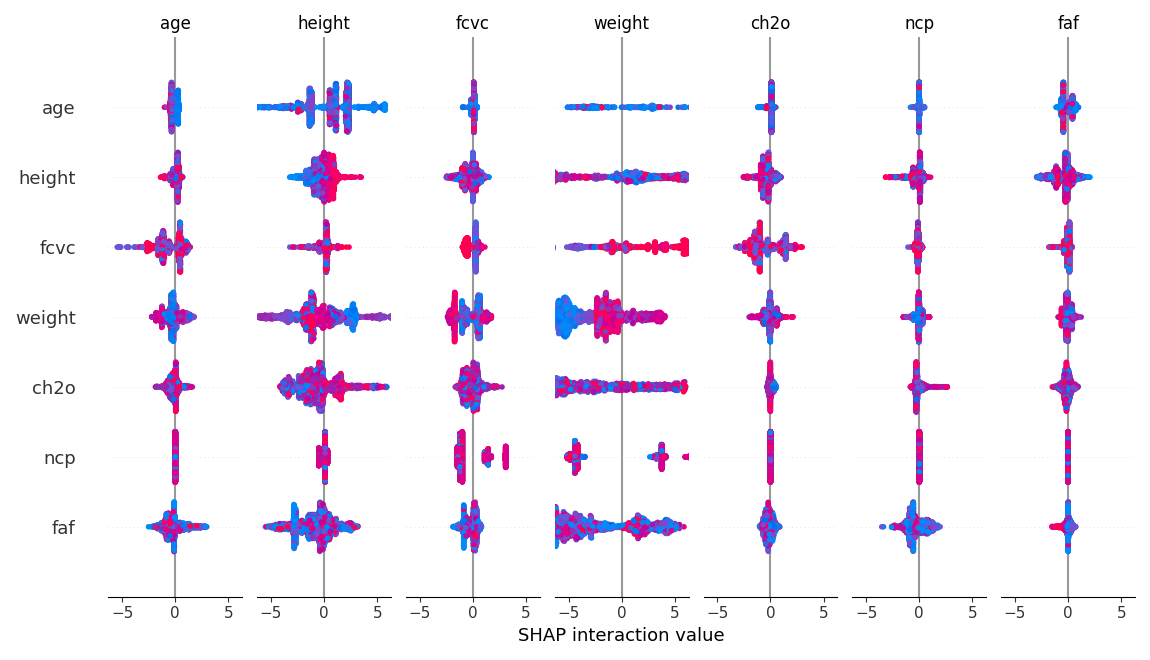 age height fcvc weight ch2o ncp faf
age
height
fcvc
weight
ch2o
ncp
faf
−5 0 5 −5 0 5 −5 0 5 −5 0 5 −5 0 5 −5 0 5 −5 0 5
SHAP interaction value